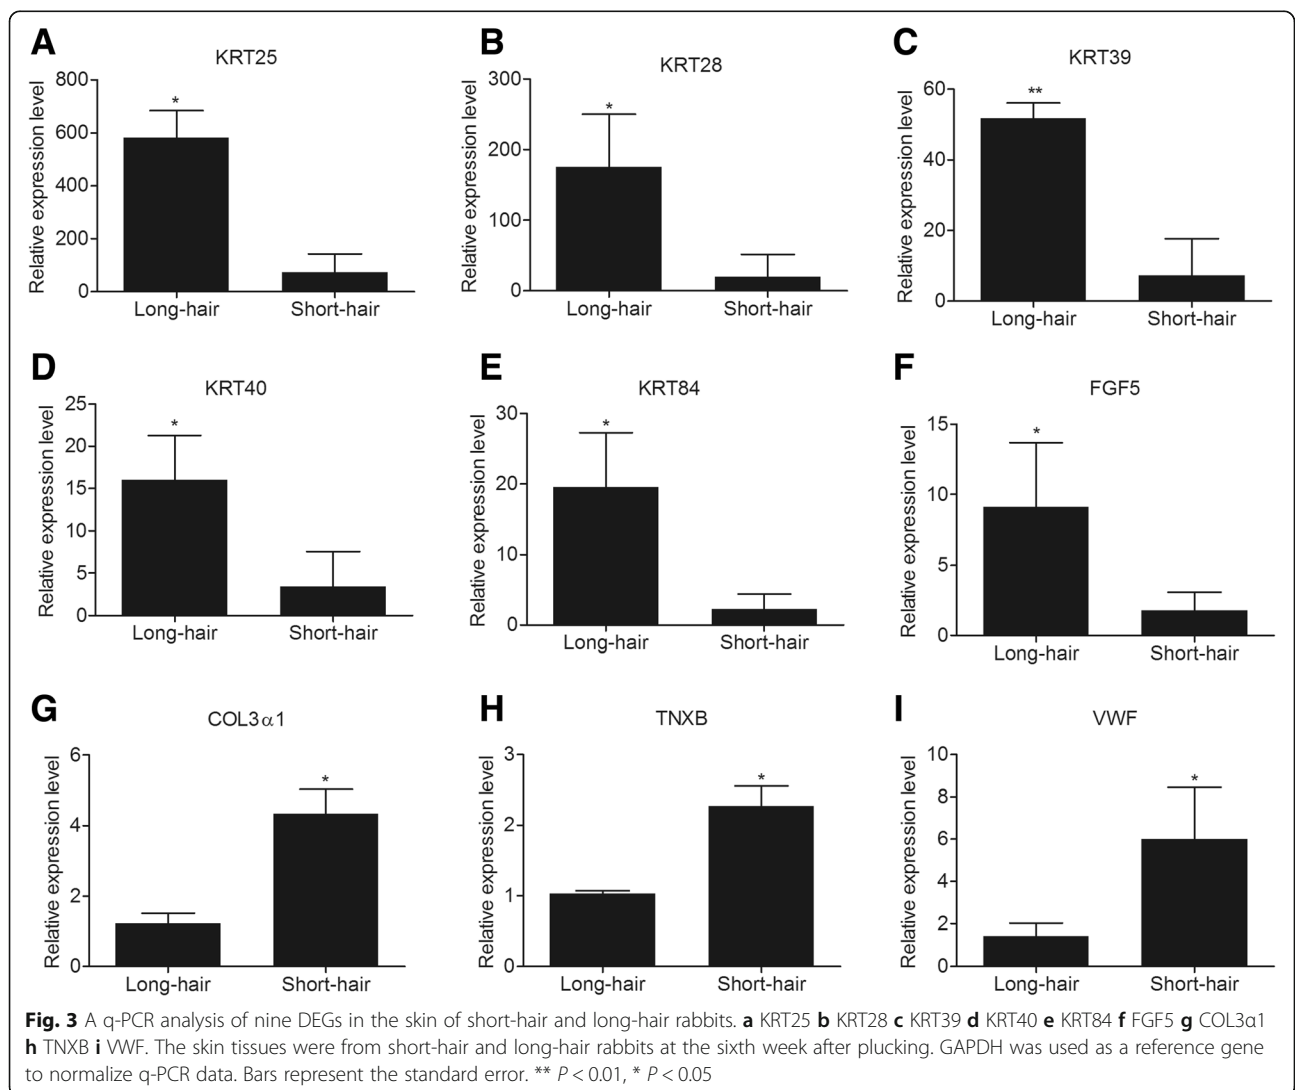 A
KRT25
Relative expression level
800
600
400
200
0
*
Long-hair
Short-hair
B
KRT28
Relative expression level
300
200
100
0
*
Long-hair
Short-hair
C
KRT39
Relative expression level
60
40
20
0
**
Long-hair
Short-hair
D
KRT40
Relative expression level
25
20
15
10
5
0
*
Long-hair
Short-hair
E
KRT84
Relative expression level
30
20
10
0
*
Long-hair
Short-hair
F
FGF5
Relative expression level
15
10
5
0
*
Long-hair
Short-hair
G
COL3α1
Relative expression level
6
4
2
0
*
Long-hair
Short-hair
H
TNXB
Relative expression level
3
2
1
0
*
Long-hair
Short-hair
I
VWF
Relative expression level
10
8
6
4
2
0
*
Long-hair
Short-hair
Fig. 3 A q-PCR analysis of nine DEGs in the skin of short-hair and long-hair rabbits. a KRT25 b KRT28 c KRT39 d KRT40 e KRT84 f FGF5 g COL3α1
h TNXB i VWF. The skin tissues were from short-hair and long-hair rabbits at the sixth week after plucking. GAPDH was used as a reference gene
to normalize q-PCR data. Bars represent the standard error. ** P < 0.01, * P < 0.05